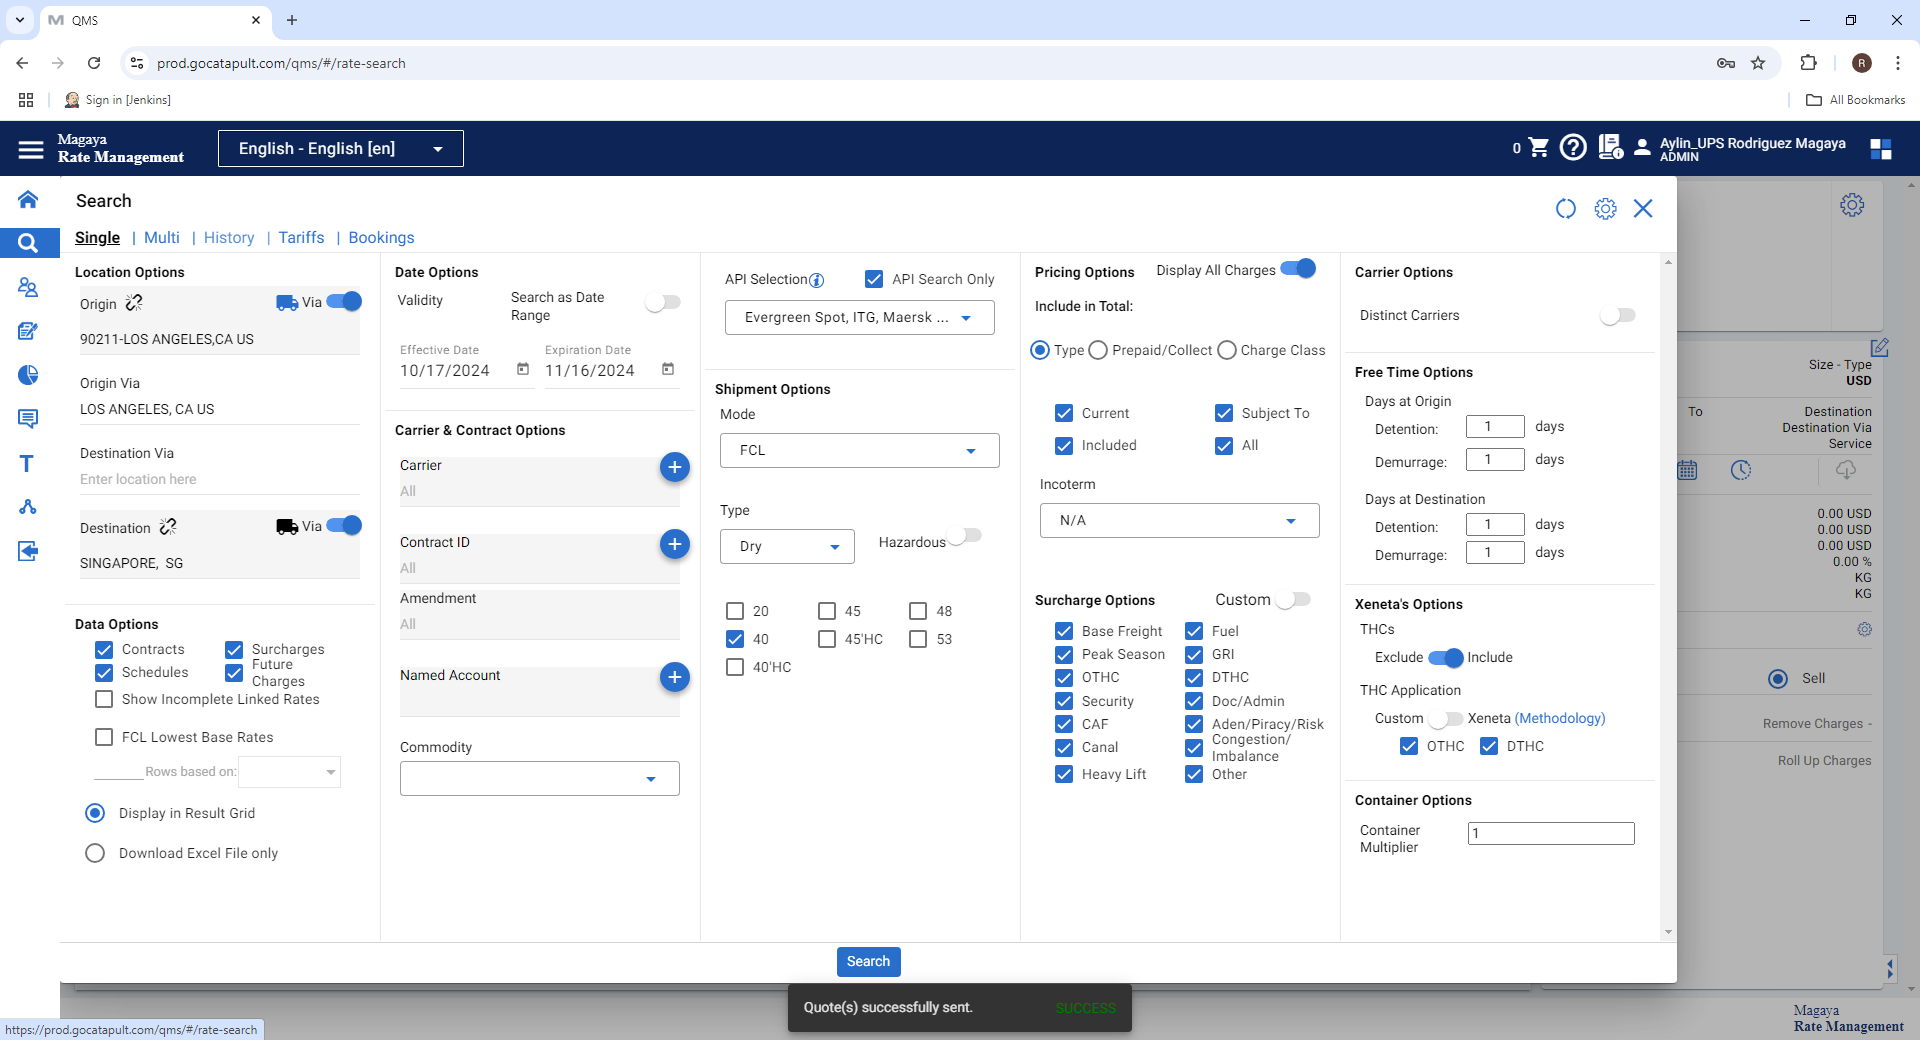 QMS
prod.gocatapult.com/qms/#/rate-search
R
Sign in [Jenkins]
All Bookmarks
Magaya
Rate Management
English - English [en]
0
Aylin_UPS Rodriguez Magaya
ADMIN
Search
Single | Multi | History | Tariffs | Bookings
Location Options
Origin
Via
90211-LOS ANGELES,CA US
Origin Via
LOS ANGELES, CA US
Destination Via
Enter location here
Destination
Via
SINGAPORE, SG
Data Options
Contracts
Surcharges
Schedules
Future
Charges
Show Incomplete Linked Rates
FCL Lowest Base Rates
Rows based on:
Display in Result Grid
Download Excel File only
Date Options
Validity
Search as Date
Range
Effective Date
Expiration Date
10/17/2024
11/16/2024
Carrier & Contract Options
Carrier
All
Contract ID
All
Amendment
All
Named Account
Commodity
API Selection
API Search Only
Evergreen Spot, ITG, Maersk ...
Shipment Options
Mode
FCL
Type
Dry
Hazardous
20
45
48
40
45'HC
53
40'HC
Pricing Options
Display All Charges
Include in Total:
Type
Prepaid/Collect
Charge Class
Current
Subject To
Included
All
Incoterm
N/A
Surcharge Options
Custom
Base Freight
Fuel
Peak Season
GRI
OTHC
DTHC
Security
Doc/Admin
CAF
Aden/Piracy/Risk
Canal
Congestion/
Imbalance
Heavy Lift
Other
Carrier Options
Distinct Carriers
Free Time Options
Days at Origin
Detention: 1 days
Demurrage: 1 days
Days at Destination
Detention: 1 days
Demurrage: 1 days
Xeneta's Options
THCs
Exclude
Include
THC Application
Custom
Xeneta (Methodology)
OTHC
DTHC
Container Options
Container
Multiplier
1
Search
Size - Type
USD
To
Destination
Destination Via
Service
0.00 USD
0.00 USD
0.00 USD
0.00 %
KG
KG
Sell
Remove Charges -
Roll Up Charges
Quote(s) successfully sent.
SUCCESS
https://prod.gocatapult.com/qms/#/rate-search
Magaya
Rate Management